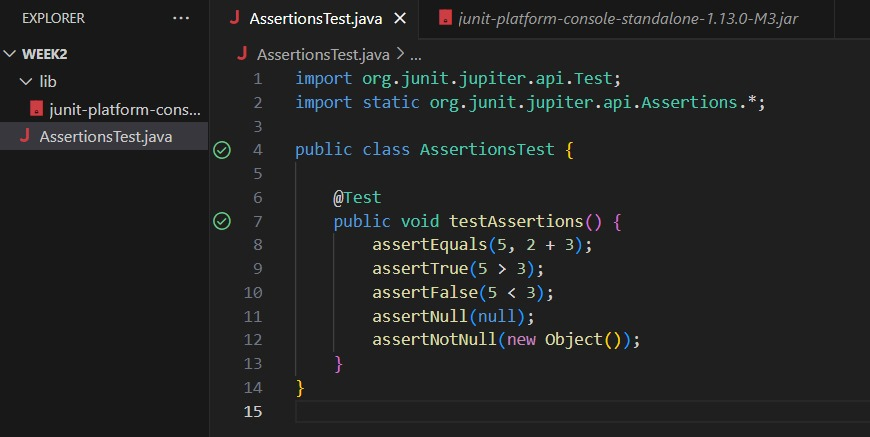 EXPLORER
WEEK2
lib
junit-platform-cons...
AssertionsTest.java
AssertionsTest.java
junit-platform-console-standalone-1.13.0-M3.jar
AssertionsTest.java > ...
1 import org.junit.jupiter.api.Test;
2 import static org.junit.jupiter.api.Assertions.*;
3
4 public class AssertionsTest {
5
6 @Test
7 public void testAssertions() {
8 assertEquals(5, 2 + 3);
9 assertTrue(5 > 3);
10 assertFalse(5 < 3);
11 assertNull(null);
12 assertNotNull(new Object());
13 }
14 }
15